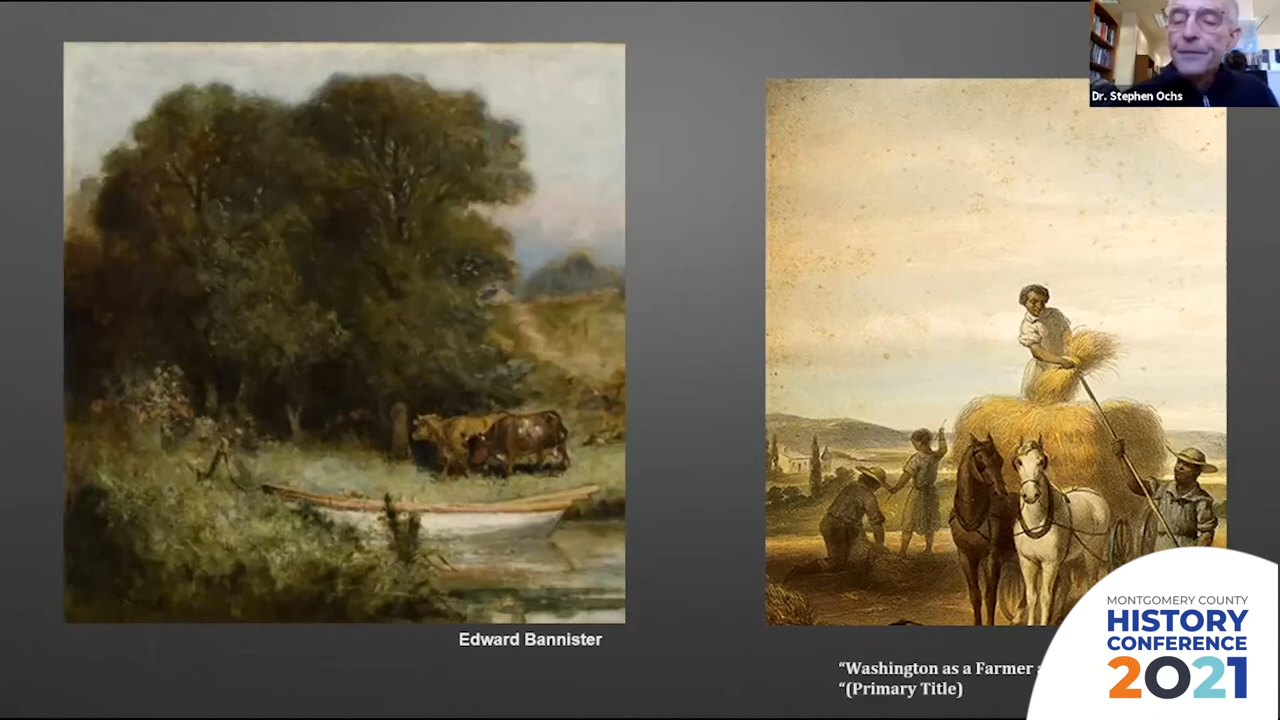 Dr. Stephen Ochs
Edward Bannister
“Washington as a Farmer
“(Primary Title)
MONTGOMERY COUNTY
HISTORY
CONFERENCE
2021